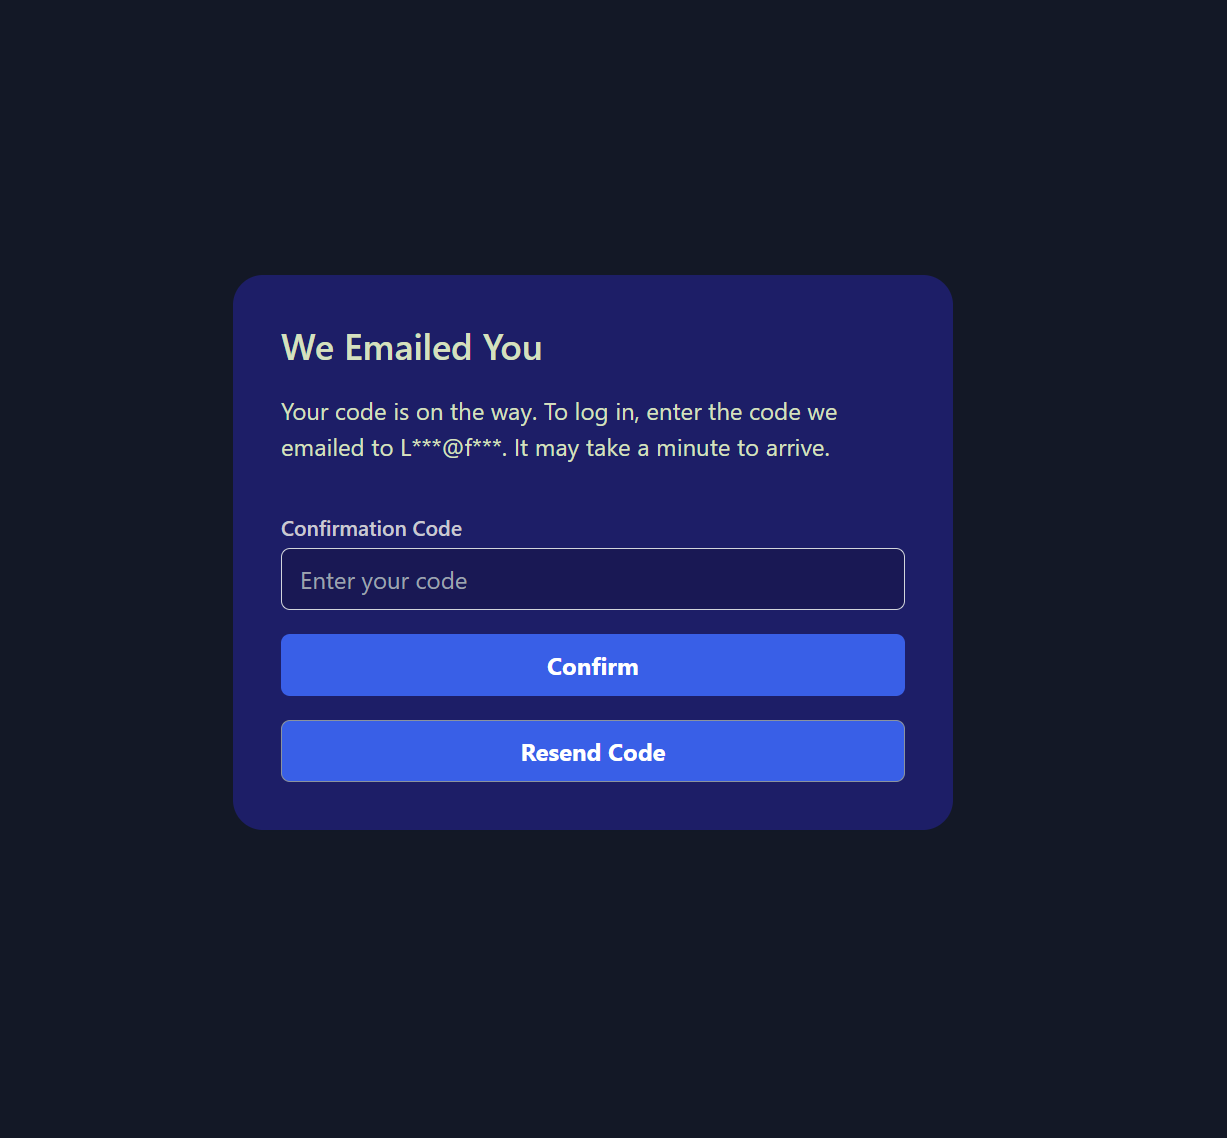 We Emailed You
Your code is on the way. To log in, enter the code we
emailed to L***@f***. It may take a minute to arrive.
Confirmation Code
Enter your code
Confirm
Resend Code